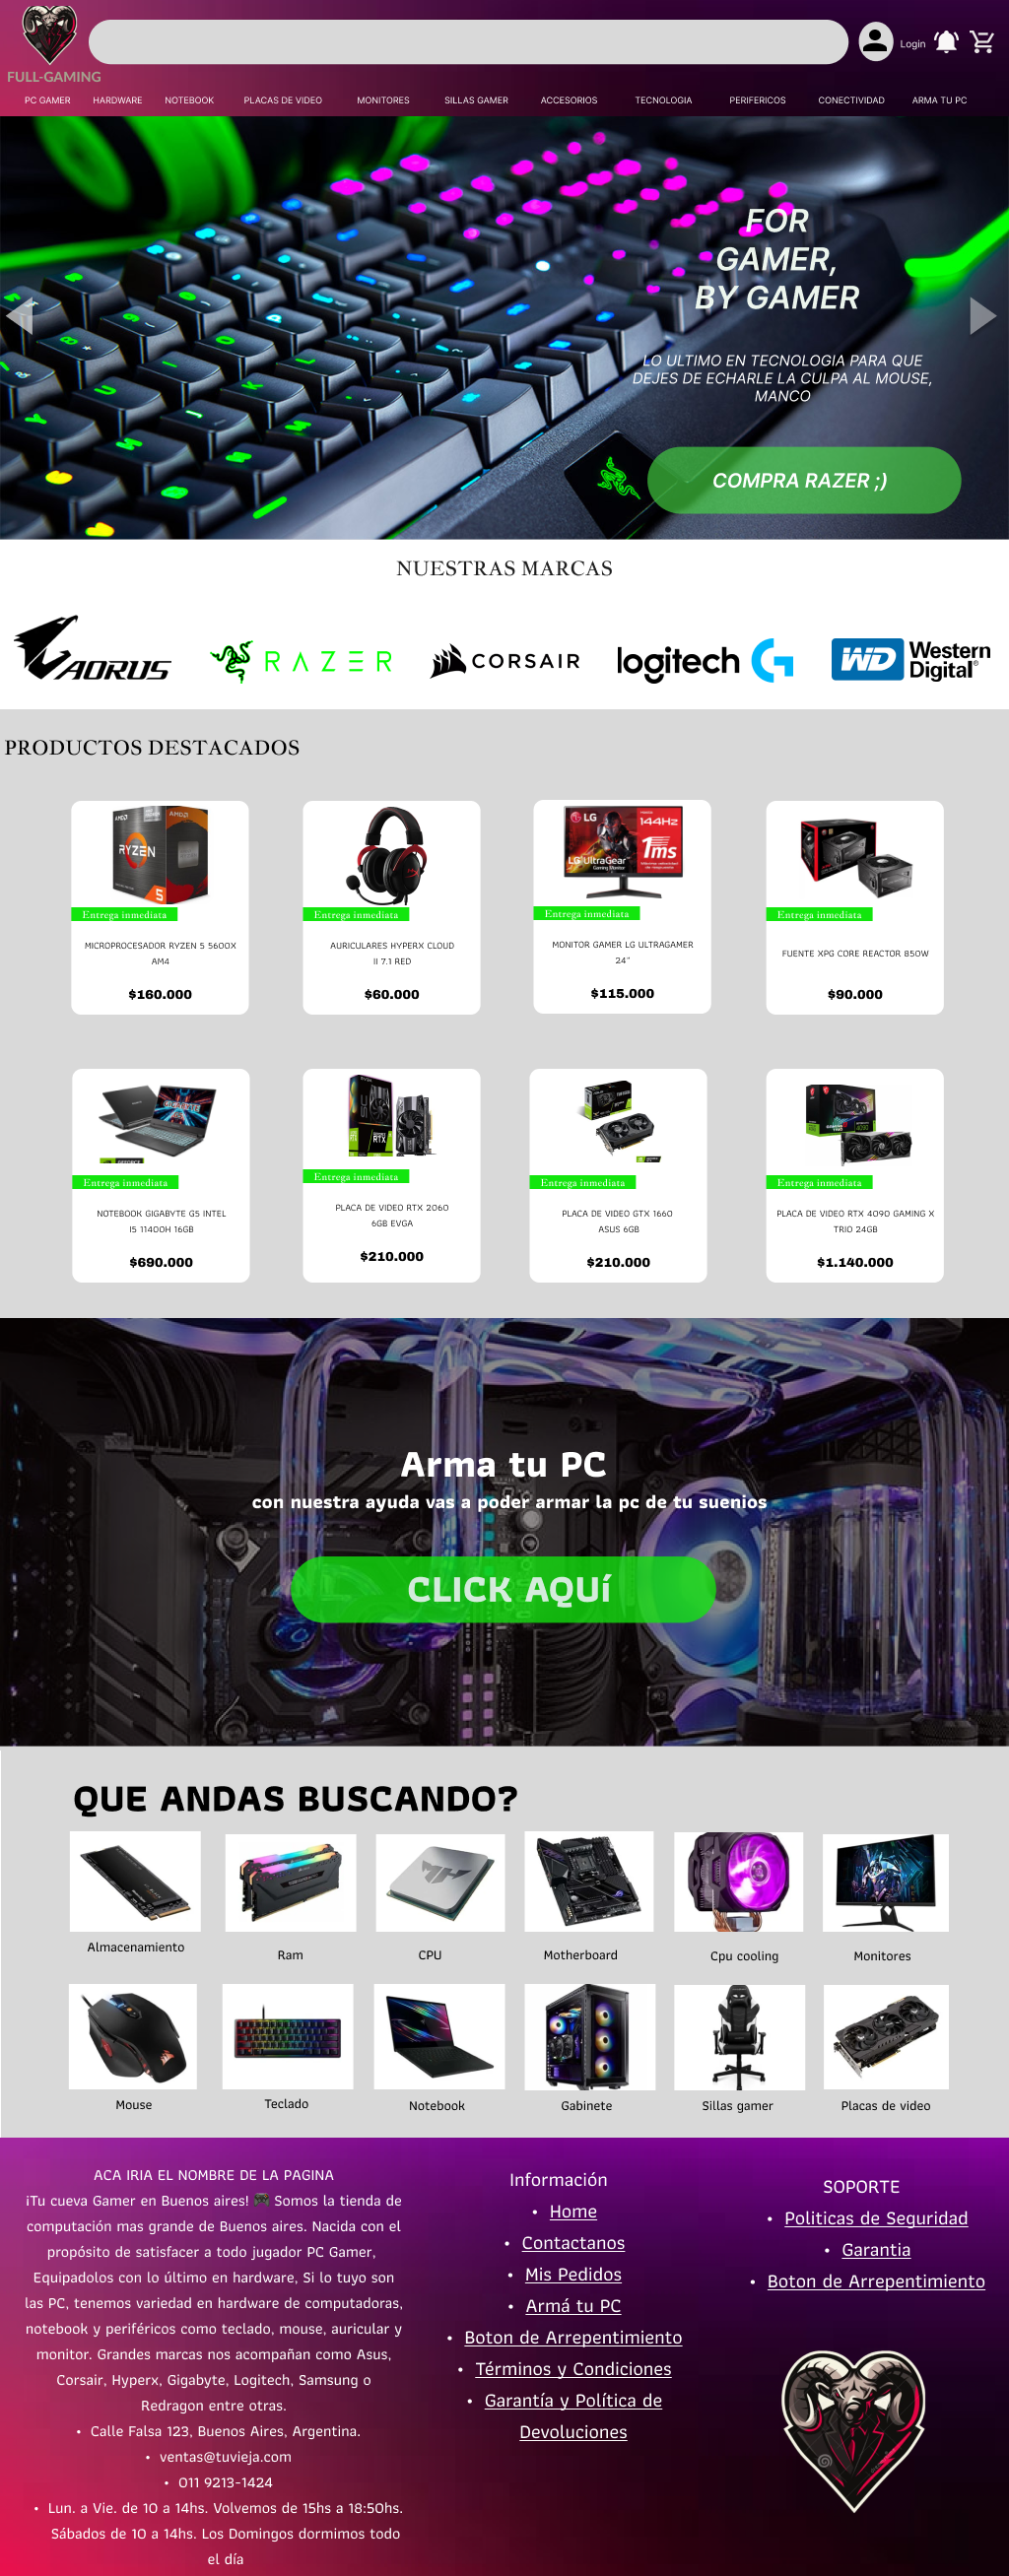 FULL-GAMING
Login
PC GAMER HARDWARE NOTEBOOK PLACAS DE VIDEO MONITORES SILLAS GAMER ACCESORIOS TECNOLOGIA PERIFERICOS CONECTIVIDAD ARMA TU PC
FOR
GAMER,
BY GAMER
LO ULTIMO EN TECNOLOGIA PARA QUE
DEJES DE ECHARLE LA CULPA AL MOUSE,
MANCO
COMPRA RAZER ;)
NUESTRAS MARCAS
AORUS RAZER CORSAIR logitech G WD Western
Digital®
PRODUCTOS DESTACADOS
AMD
RYZEN
5
LG
144Hz
1ms
LG UltraGear
Entrega inmediata Entrega inmediata Entrega inmediata Entrega inmediata
MICROPROCESADOR RYZEN 5 5600X
AM4
$160.000
AURICULARES HYPERX CLOUD
II 7.1 RED
$60.000
MONITOR GAMER LG ULTRAGAMER
24"
$115.000
FUENTE XPG CORE REACTOR 850W
$90.000
GIGABYTE
RTX
Entrega inmediata Entrega inmediata Entrega inmediata Entrega inmediata
NOTEBOOK GIGABYTE G5 INTEL
I5 11400H 16GB
$690.000
PLACA DE VIDEO RTX 2060
6GB EVGA
$210.000
PLACA DE VIDEO GTX 1660
ASUS 6GB
$210.000
PLACA DE VIDEO RTX 4090 GAMING X
TRIO 24GB
$1.140.000
Arma tu PC
con nuestra ayuda vas a poder armar la pc de tu suenios
CLICK AQUí
QUE ANDAS BUSCANDO?
Almacenamiento Ram CPU Motherboard Cpu cooling Monitores
Mouse Teclado Notebook Gabinete Sillas gamer Placas de video
ACA IRIA EL NOMBRE DE LA PAGINA
¡Tu cueva Gamer en Buenos aires! 🎮 Somos la tienda de
computación mas grande de Buenos aires. Nacida con el
propósito de satisfacer a todo jugador PC Gamer,
Equipadolos con lo último en hardware, Si lo tuyo son
las PC, tenemos variedad en hardware de computadoras,
notebook y periféricos como teclado, mouse, auricular y
monitor. Grandes marcas nos acompañan como Asus,
Corsair, Hyperx, Gigabyte, Logitech, Samsung o
Redragon entre otras.
• Calle Falsa 123, Buenos Aires, Argentina.
• ventas@tuvieja.com
• 011 9213-1424
• Lun. a Vie. de 10 a 14hs. Volvemos de 15hs a 18:50hs.
Sábados de 10 a 14hs. Los Domingos dormimos todo
el día
Información
• Home
• Contactanos
• Mis Pedidos
• Armá tu PC
• Boton de Arrepentimiento
• Términos y Condiciones
• Garantía y Política de
Devoluciones
SOPORTE
• Politicas de Seguridad
• Garantia
• Boton de Arrepentimiento